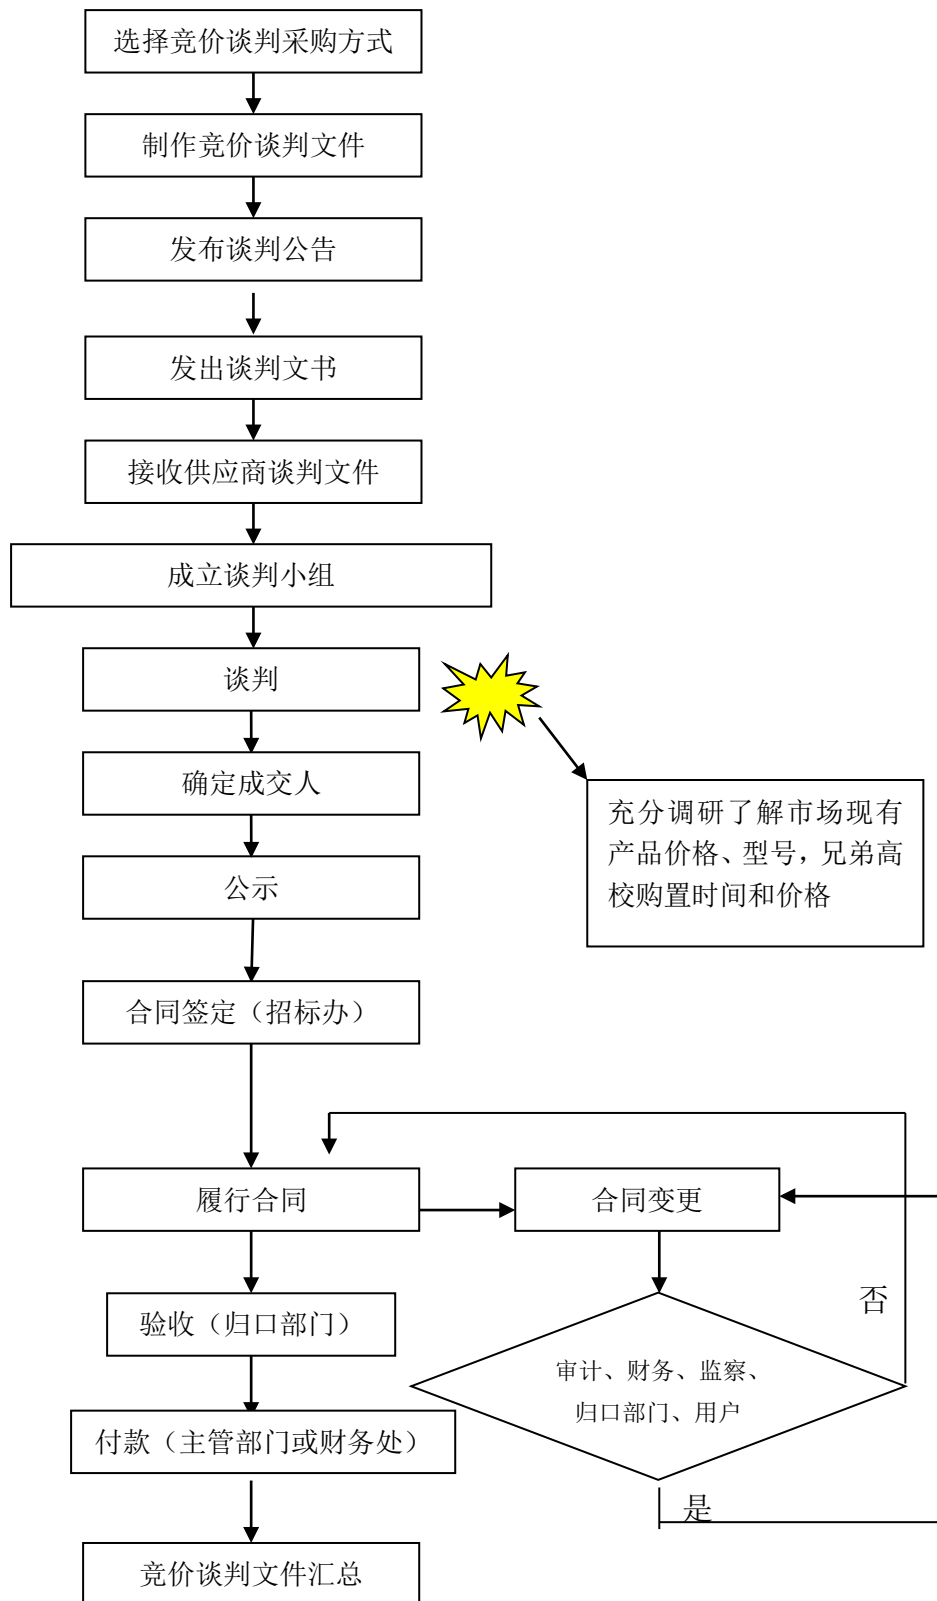 选择竞价谈判采购方式
制作竞价谈判文件
发布谈判公告
发出谈判文书
接收供应商谈判文件
成立谈判小组
谈判
确定成交人
充分调研了解市场现有
产品价格、型号，兄弟高
校购置时间和价格
公示
合同签定（招标办）
履行合同
合同变更
否
验收（归口部门）
审计、财务、监察、
归口部门、用户
付款（主管部门或财务处）
是
竞价谈判文件汇总